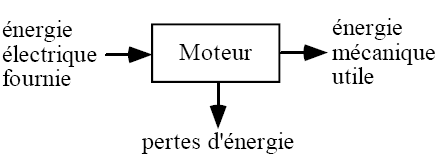 énergie
électrique
fournie
Moteur
énergie
mécanique
utile
pertes d'énergie